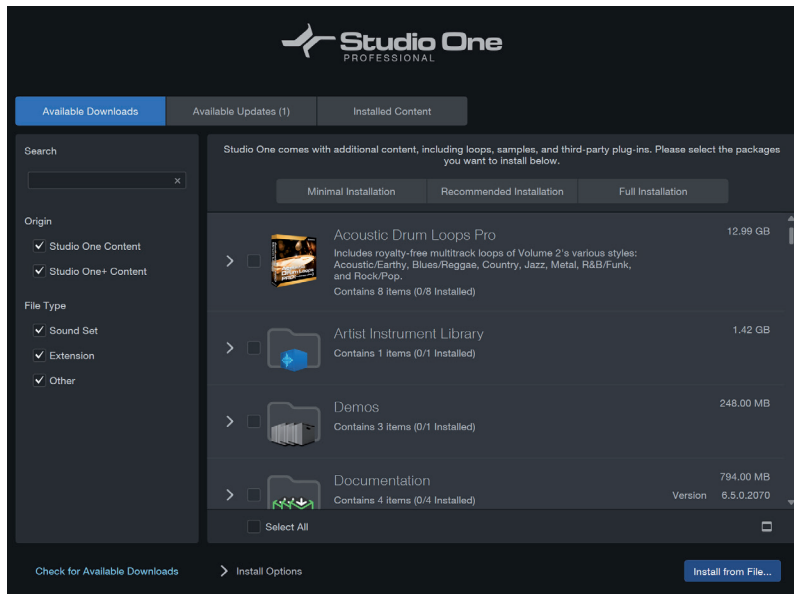 Studio One
PROFESSIONAL
Available Downloads
Available Updates (1)
Installed Content
Search
Origin
Studio One Content
Studio One+ Content
File Type
Sound Set
Extension
Other
Studio One comes with additional content, including loops, samples, and third-party plug-ins. Please select the packages
you want to install below.
Minimal Installation
Recommended Installation
Full Installation
Acoustic Drum Loops Pro
12.99 GB
Includes royalty-free multitrack loops of Volume 2's various styles:
Acoustic/Earthy, Blues/Reggae, Country, Jazz, Metal, R&B/Funk,
and Rock/Pop.
Contains 8 items (0/8 Installed)
Artist Instrument Library
1.42 GB
Contains 1 items (0/1 Installed)
Demos
248.00 MB
Contains 3 items (0/1 Installed)
Documentation
794.00 MB
Contains 4 items (0/4 Installed)
Version 6.5.0.2070
Select All
Check for Available Downloads
Install Options
Install from File...